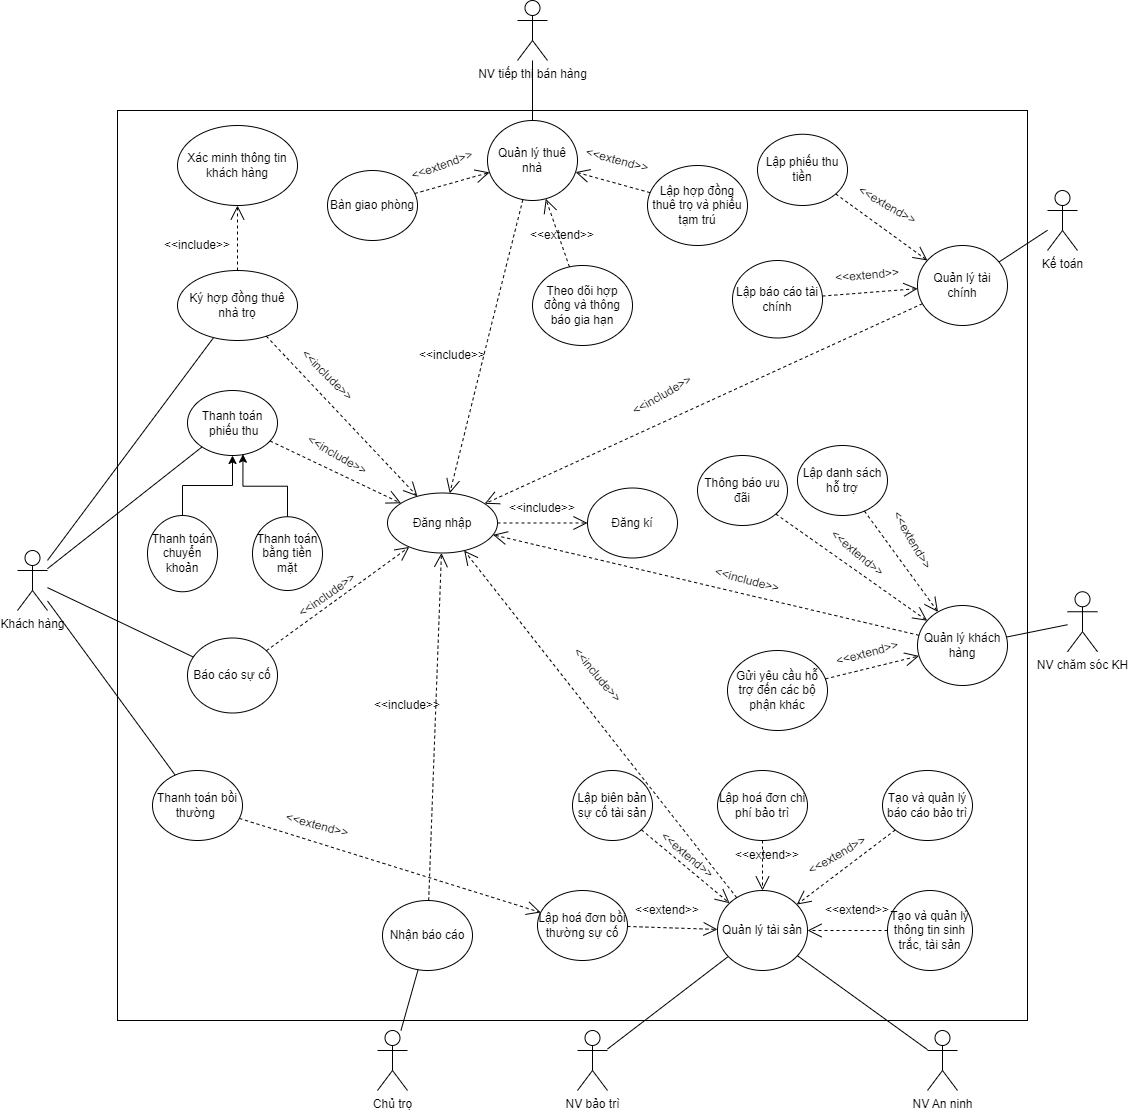 NV tiếp thị bán hàng
Xác minh thông tin
khách hàng
<<extend>>
Quản lý thuê
nhà
<<extend>>
Lập phiếu thu
tiền
Bàn giao phòng
Lập hợp đồng
thuê trọ và phiếu
tạm trú
<<extend>>
<<include>>
<<extend>>
Kế toán
Ký hợp đồng thuê
nhà trọ
Theo dõi hợp
đồng và thông
báo gia hạn
Lập báo cáo tài
chính
<<extend>>
Quản lý tài
chính
<<include>>
<<include>>
<<include>>
Thanh toán
phiếu thu
<<include>>
Thông báo ưu
đãi
Lập danh sách
hỗ trợ
Đăng nhập
<<include>>
Đăng kí
Thanh toán
chuyển
khoản
Thanh toán
bằng tiền
mặt
<<extend>>
<<extend>>
Khách hàng
<<include>>
<<include>>
Quản lý khách
hàng
NV chăm sóc KH
Báo cáo sự cố
<<include>>
Gửi yêu cầu hỗ
trợ đến các bộ
phận khác
<<extend>>
<<include>>
Thanh toán bồi
thường
<<extend>>
Lập biên bản
sự cố tài sản
Lập hoá đơn chi
phí bảo trì
Tạo và quản lý
báo cáo bảo trì
<<extend>>
<<extend>>
<<extend>>
Nhận báo cáo
Lập hoá đơn bồi
thường sự cố
<<extend>>
Quản lý tài sản
<<extend>>
Tạo và quản lý
thông tin sinh
trắc, tài sản
Chủ trọ
NV bảo trì
NV An ninh